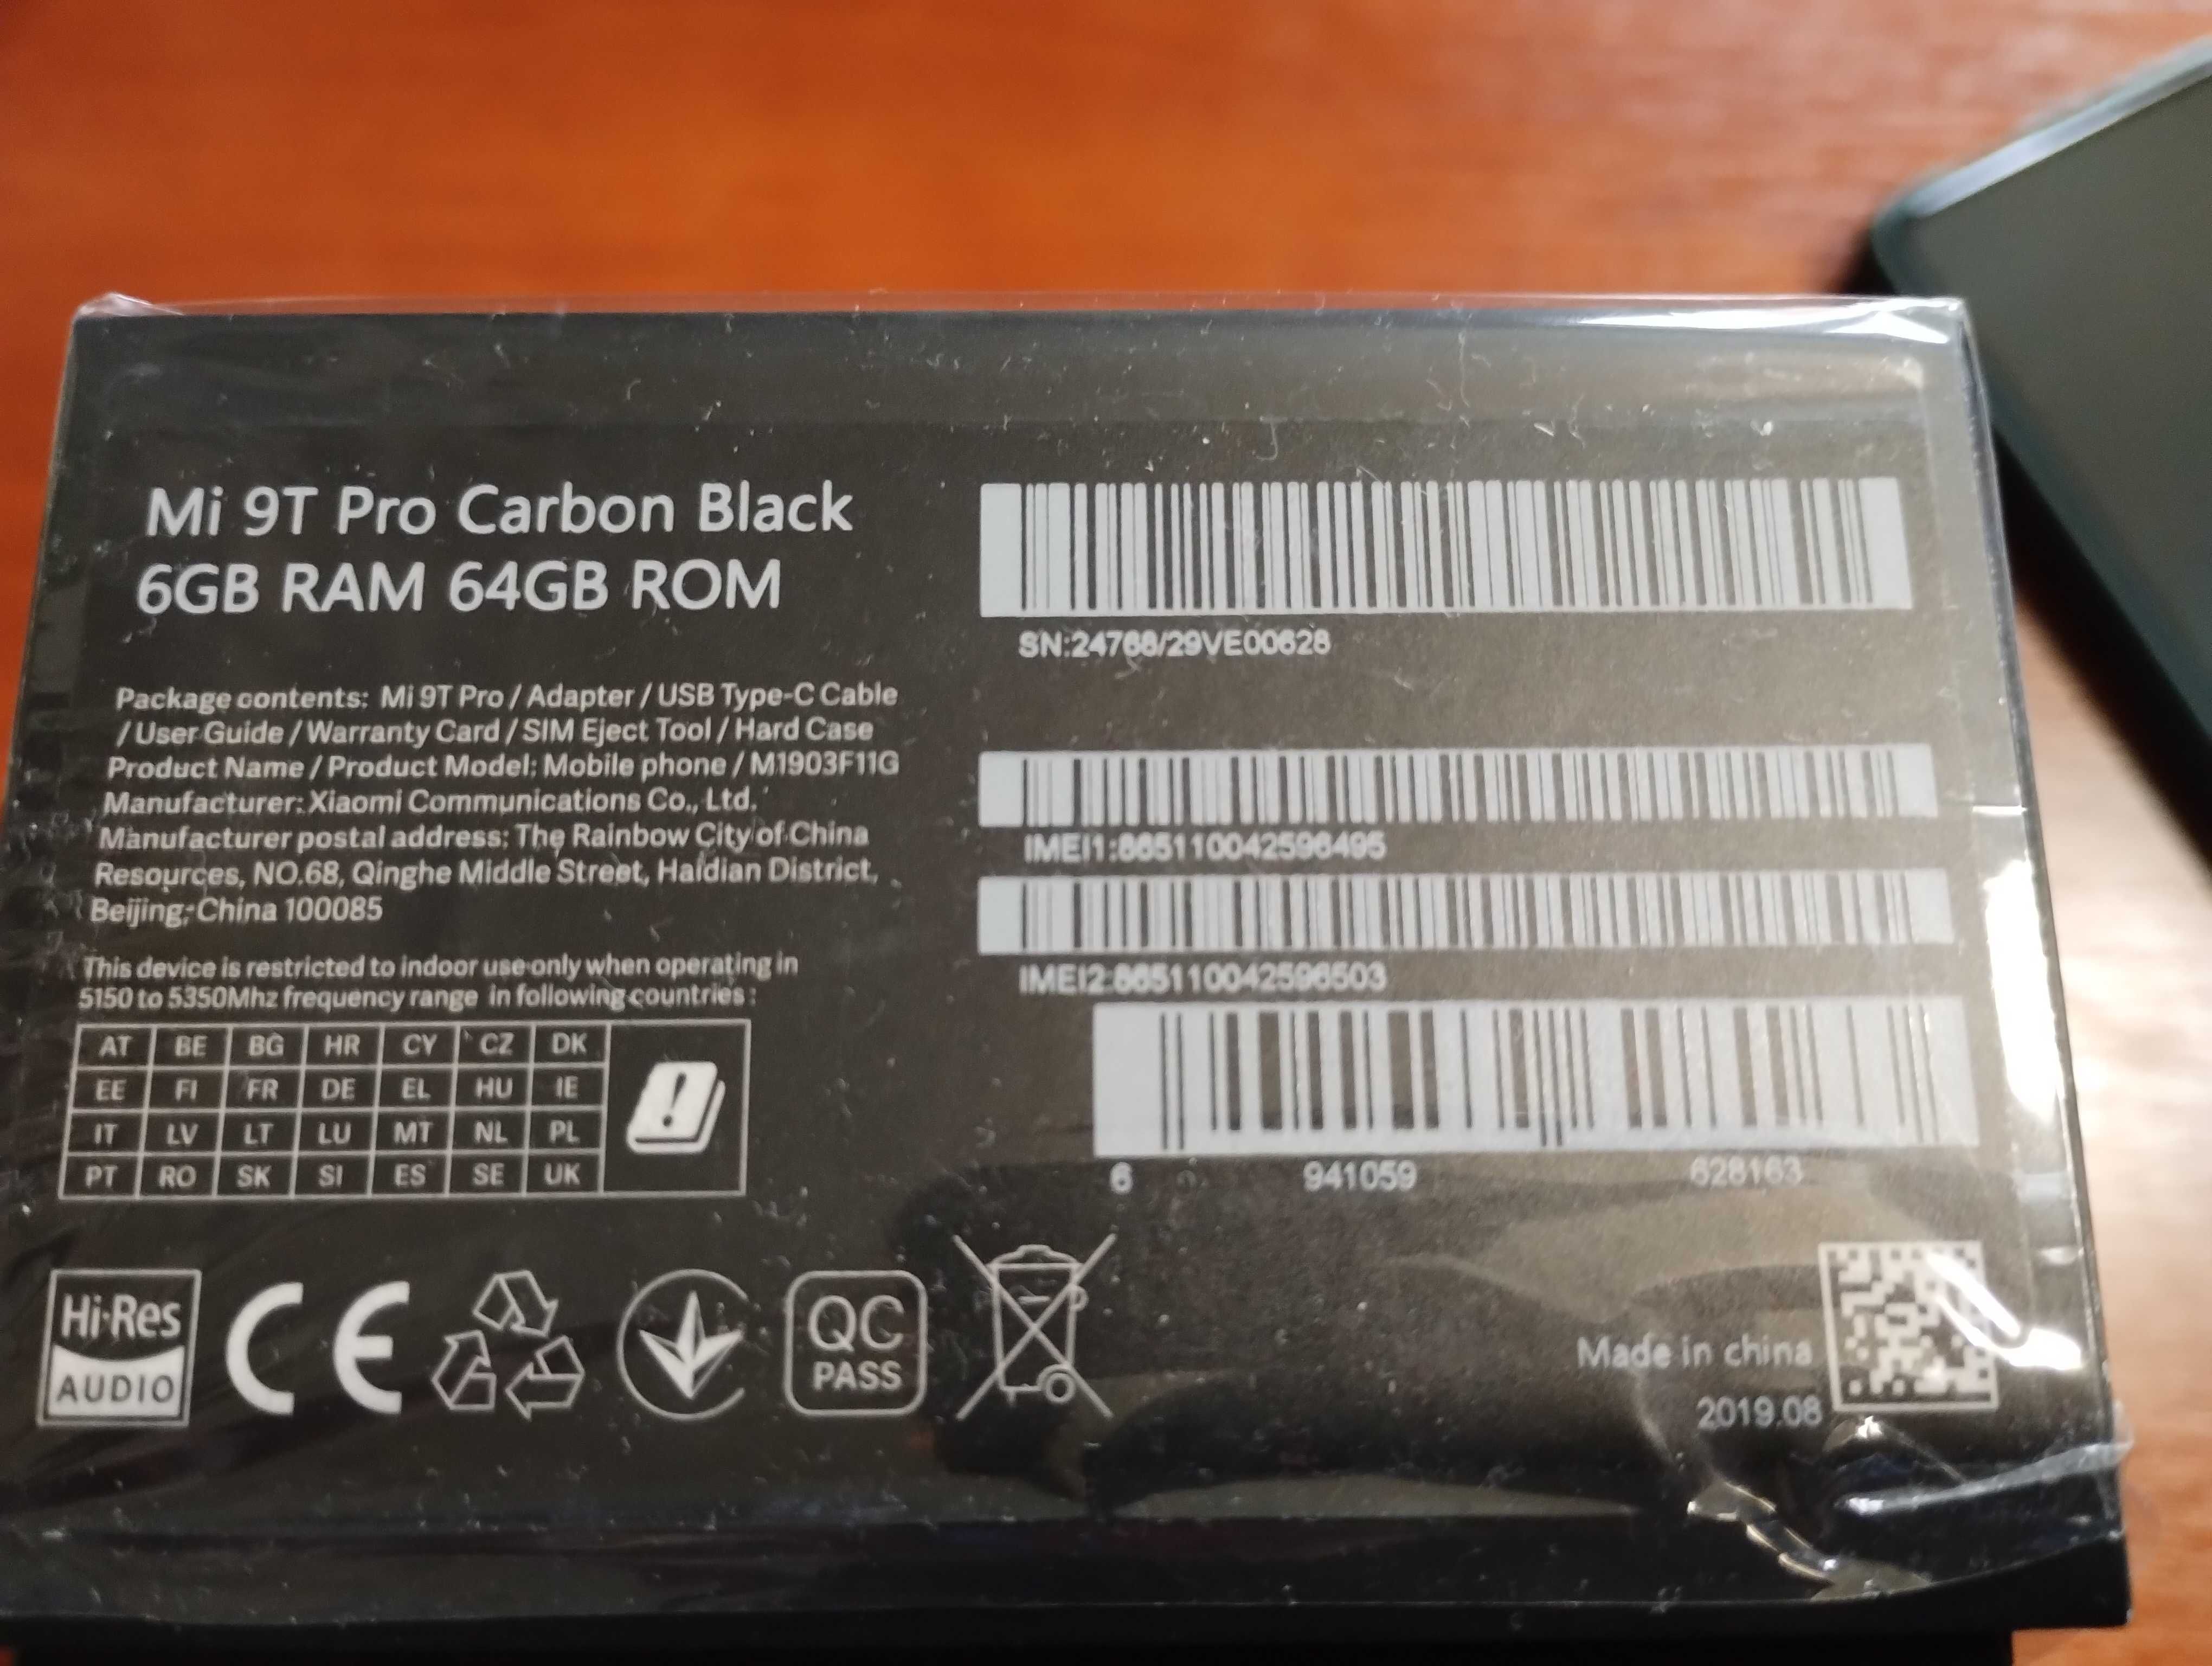 Mi 9T Pro Carbon Black
6GB RAM 64GB ROM
Package contents: Mi 9T Pro / Adapter / USB Type-C Cable
/ User Guide / Warranty Card / SIM Eject Tool / Hard Case
Product Name / Product Model: Mobile phone / M1903F11G
Manufacturer: Xiaomi Communications Co., Ltd.
Manufacturer postal address: The Rainbow City of China
Resources, NO.68, Qinghe Middle Street, Haidian District,
Beijing, China 100085
This device is restricted to indoor use only when operating in
5150 to 5350Mhz frequency range in following countries :
AT BE BG HR CY CZ DK
EE FI FR DE EL HU IE
IT LV LT LU MT NL PL
PT RO SK SI ES SE UK
Hi-Res
AUDIO
CE
QC
PASS
SN:24768/29VE00628
IMEI1:865110042596495
IMEI2:865110042596503
6 941059 628163
Made in china
2019.08